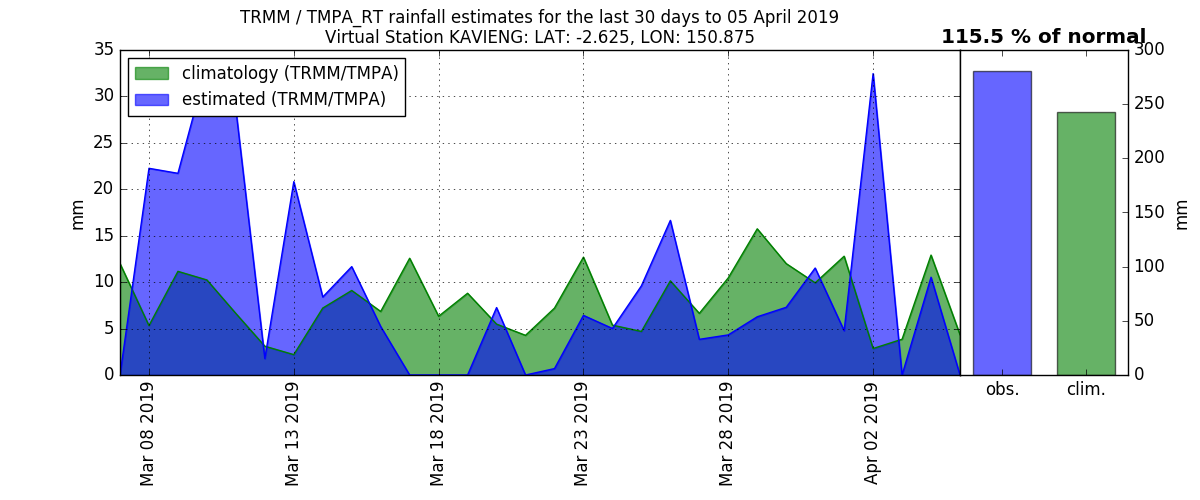 TRMM / TMPA_RT rainfall estimates for the last 30 days to 05 April 2019
Virtual Station KAVIENG: LAT: -2.625, LON: 150.875
115.5 % of normal
climatology (TRMM/TMPA)
estimated (TRMM/TMPA)
35
30
25
20
15
10
5
0
mm
Mar 08 2019
Mar 13 2019
Mar 18 2019
Mar 23 2019
Mar 28 2019
Apr 02 2019
obs.
clim.
300
250
200
150
100
50
0
mm